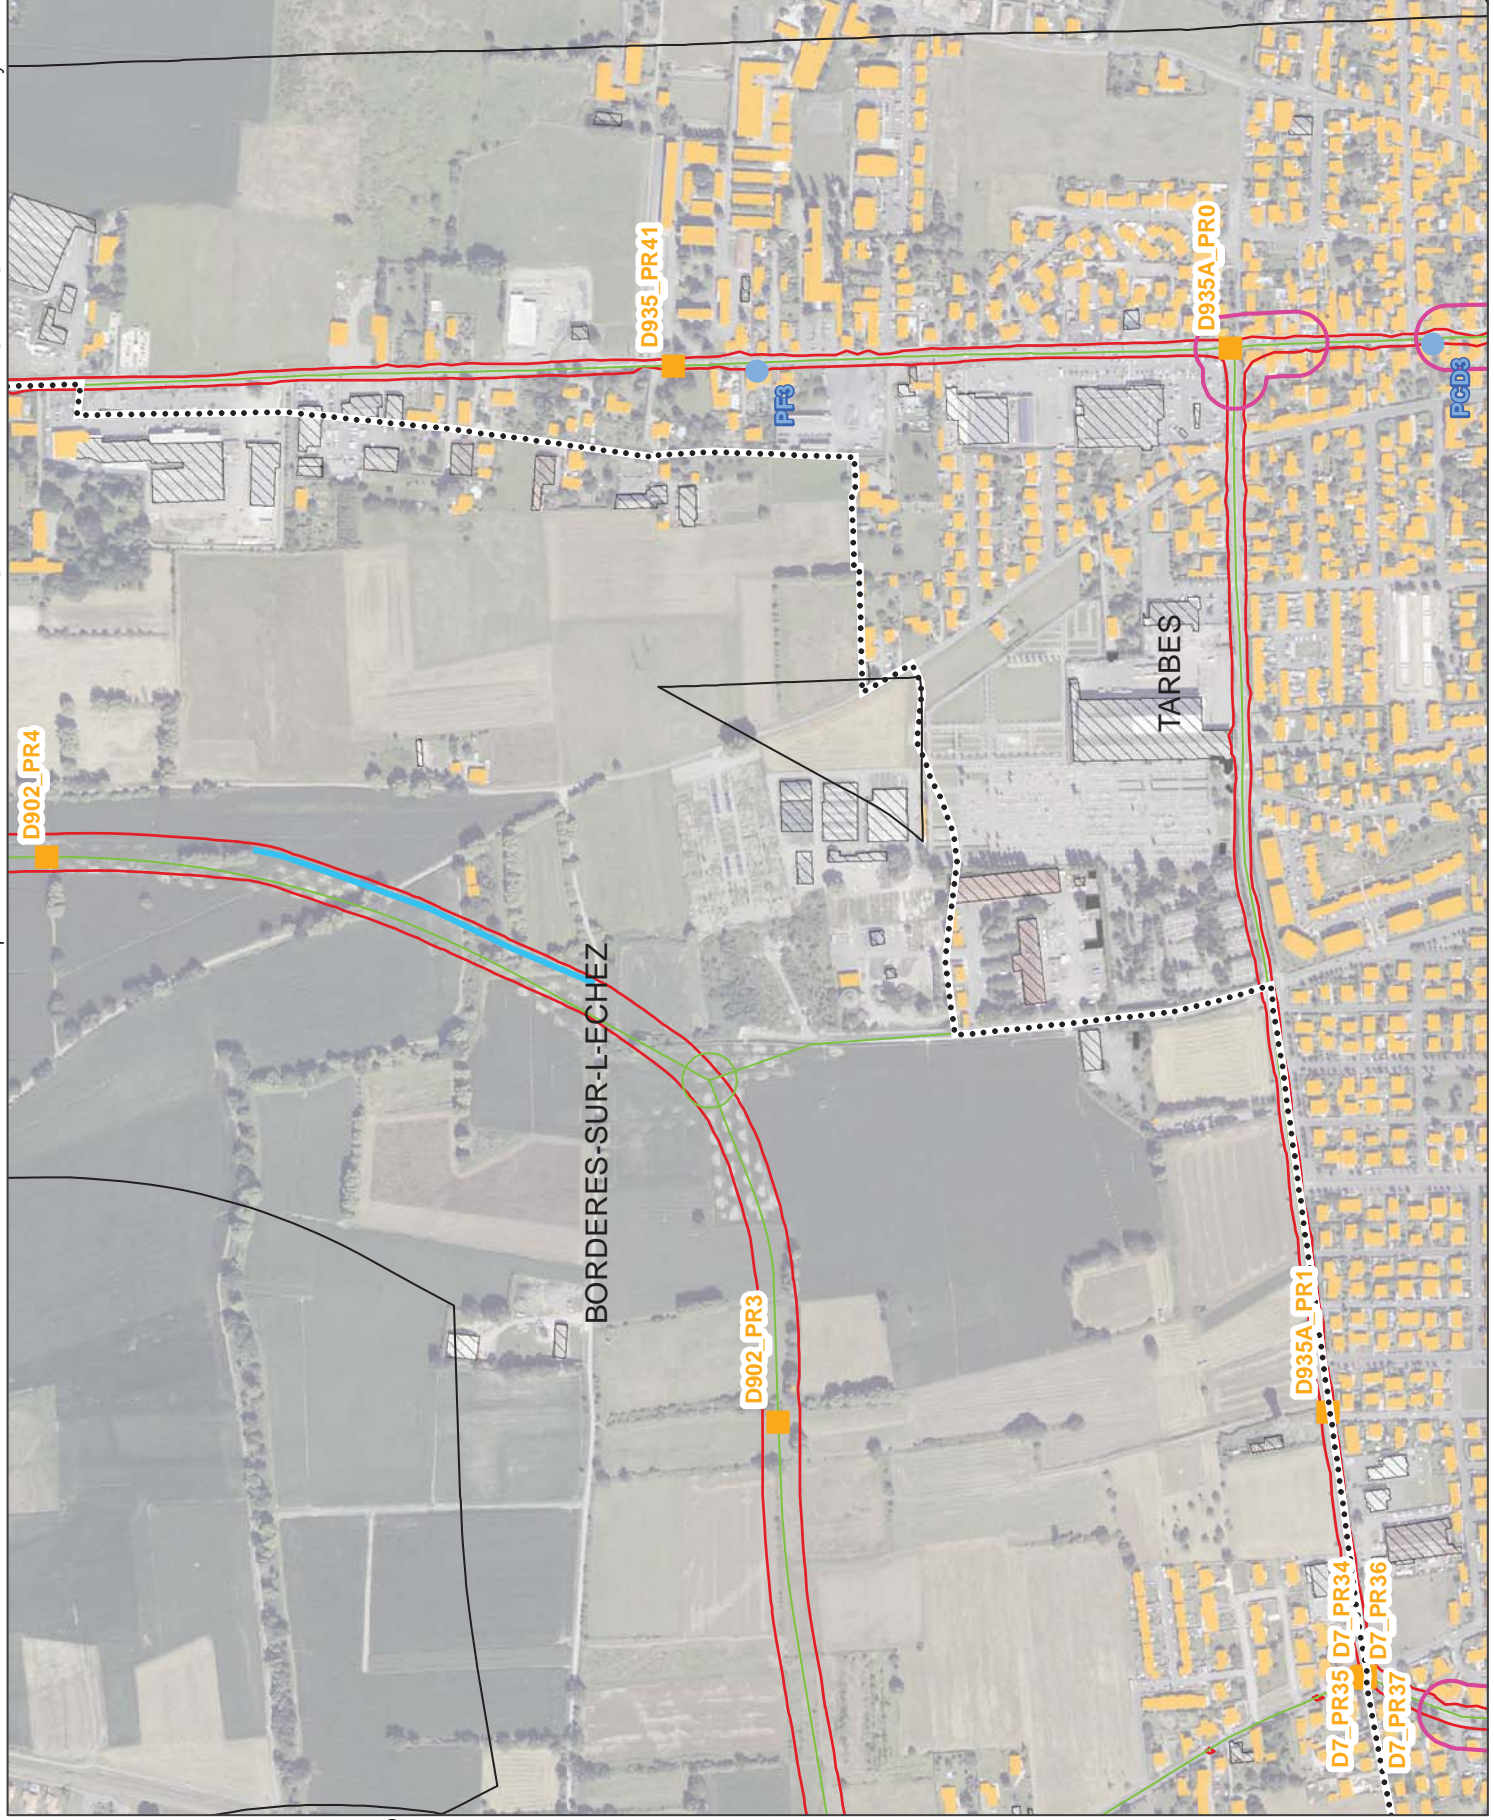 D902_PR4
D935_PR41
PF3
D935A_PR0
PCD3
TARBES
BORDERES-SUR-L-ECHEZ
D902_PR3
D935A_PR1
D7_PR35 D7_PR34
D7_PR37 D7_PR36